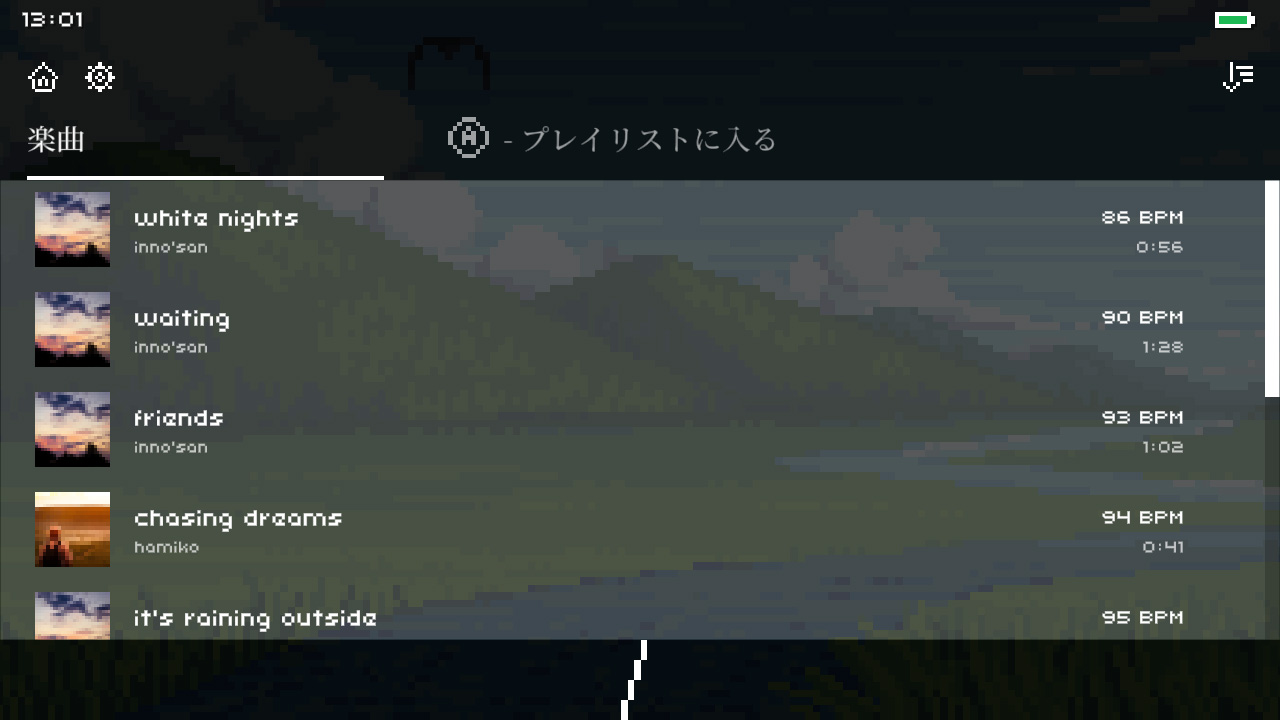 13:01
楽曲
A - プレイリストに入る
white nights
86 BPM
inno'san
0:56
waiting
90 BPM
inno'san
1:28
friends
93 BPM
inno'san
1:02
chasing dreams
94 BPM
hamiko
0:41
it's raining outside
95 BPM